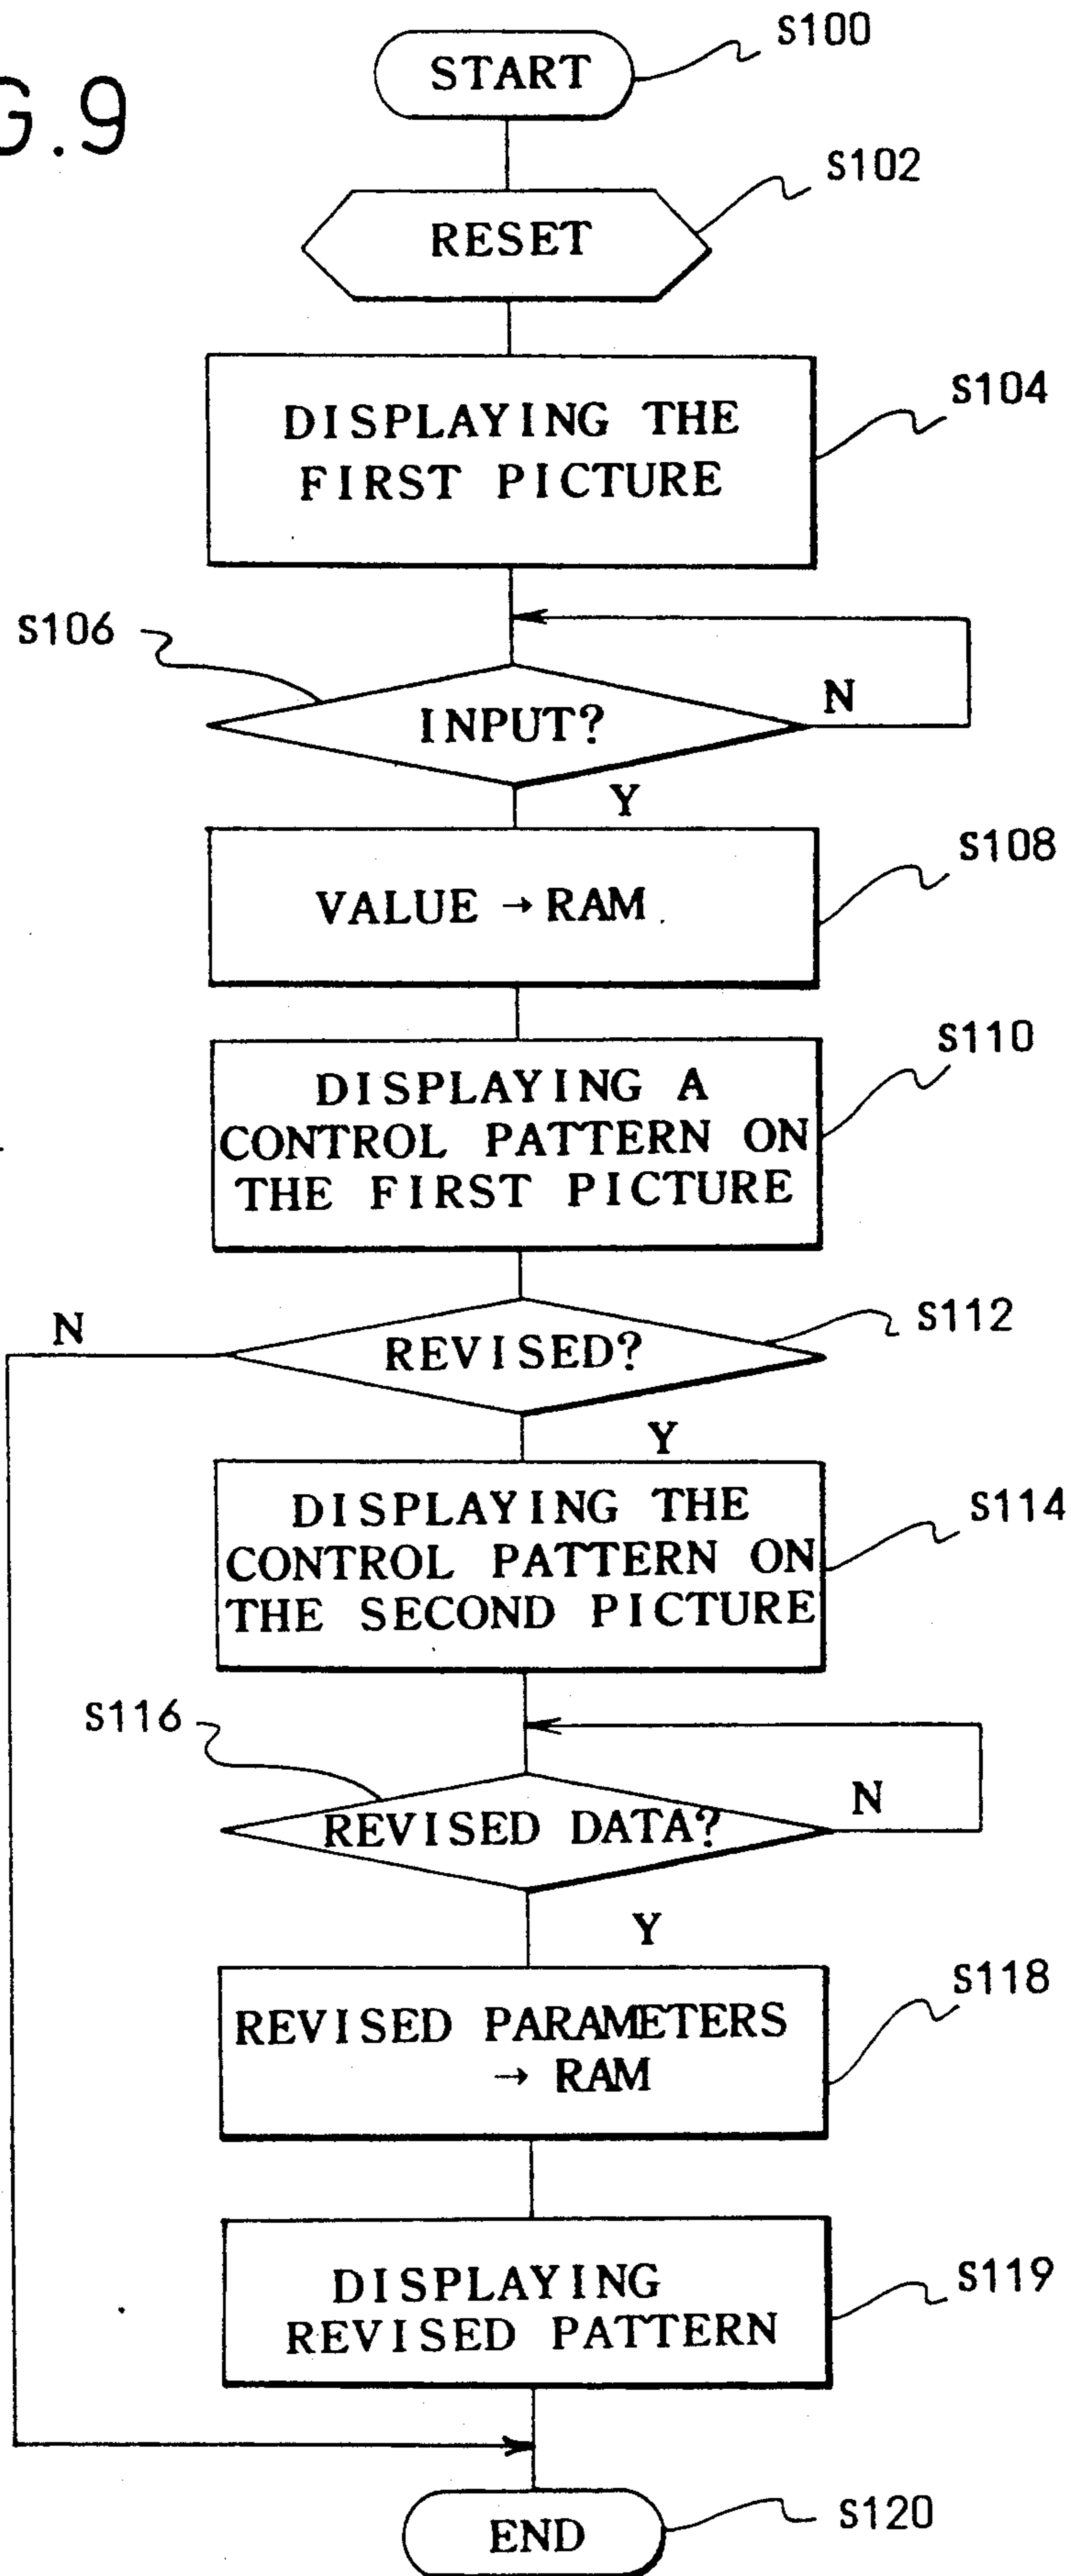 G.9
START
S100
RESET
S102
DISPLAYING THE
FIRST PICTURE
S104
S106
INPUT?
N
Y
VALUE → RAM
S108
DISPLAYING A
CONTROL PATTERN ON
THE FIRST PICTURE
S110
N
REVISED?
S112
Y
DISPLAYING THE
CONTROL PATTERN ON
THE SECOND PICTURE
S114
S116
REVISED DATA?
N
Y
REVISED PARAMETERS
→ RAM
S118
DISPLAYING
REVISED PATTERN
S119
END
S120